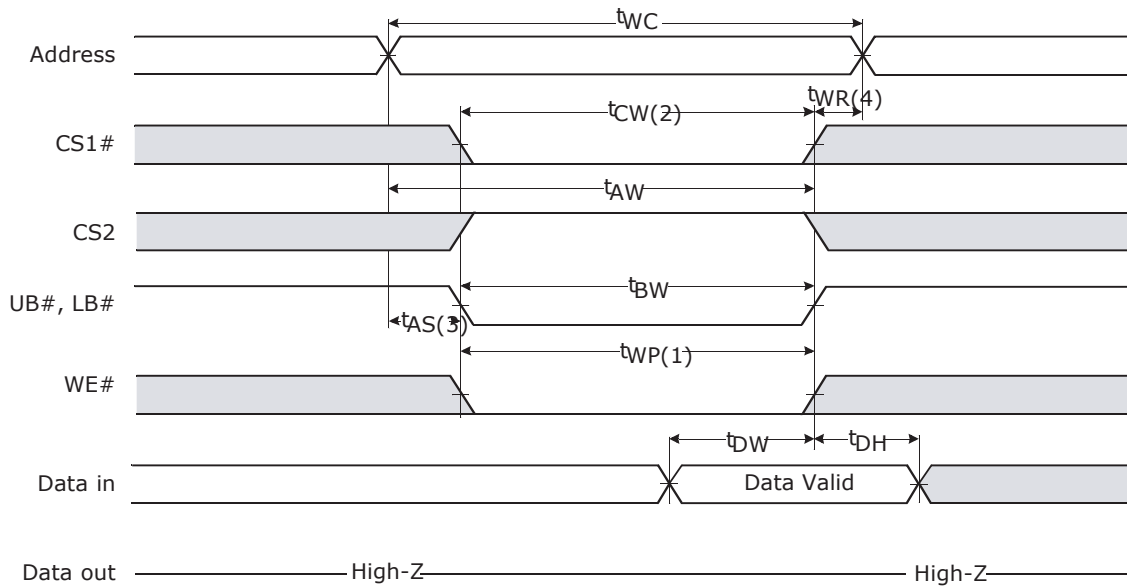 tWC
Address
tCW(2)
tWR(4)
CS1#
tAW
CS2
UB#, LB#
tBW
tAS(3)
tWP(1)
WE#
tDW
tDH
Data in
Data Valid
Data out
High-Z
High-Z